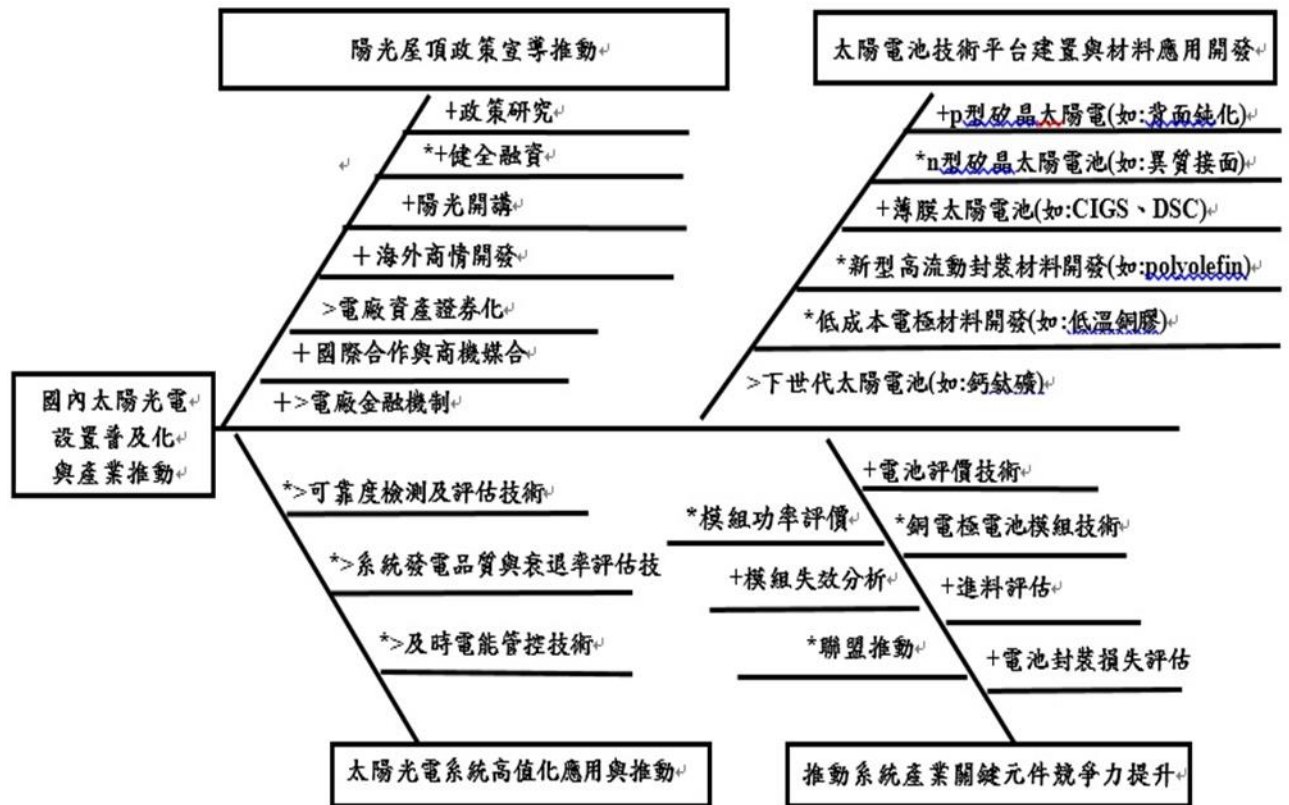 陽光屋頂政策宣導推動
+政策研究
*+健全融資
+陽光開講
＋海外商情開發
>電廠資產證券化
＋國際合作與商機媒合
＋>電廠金融機制
太陽電池技術平台建置與材料應用開發
+p型矽晶太陽電(如:背面鈍化)
*n型矽晶太陽電池(如:異質接面)
+薄膜太陽電池(如:CIGS、DSC)
*新型高流動封裝材料開發(如:polyolefin)
*低成本電極材料開發(如:低溫銅膠)
>下世代太陽電池(如:鈣鈦礦)
國內太陽光電
設置普及化
與產業推動
*>可靠度檢測及評估技術
*>系統發電品質與衰退率評估技
*>及時電能管控技術
太陽光電系統高值化應用與推動
*模組功率評價
+模組失效分析
*聯盟推動
+電池評價技術
*銅電極電池模組技術
+進料評估
+電池封裝損失評估
推動系統產業關鍵元件競爭力提升